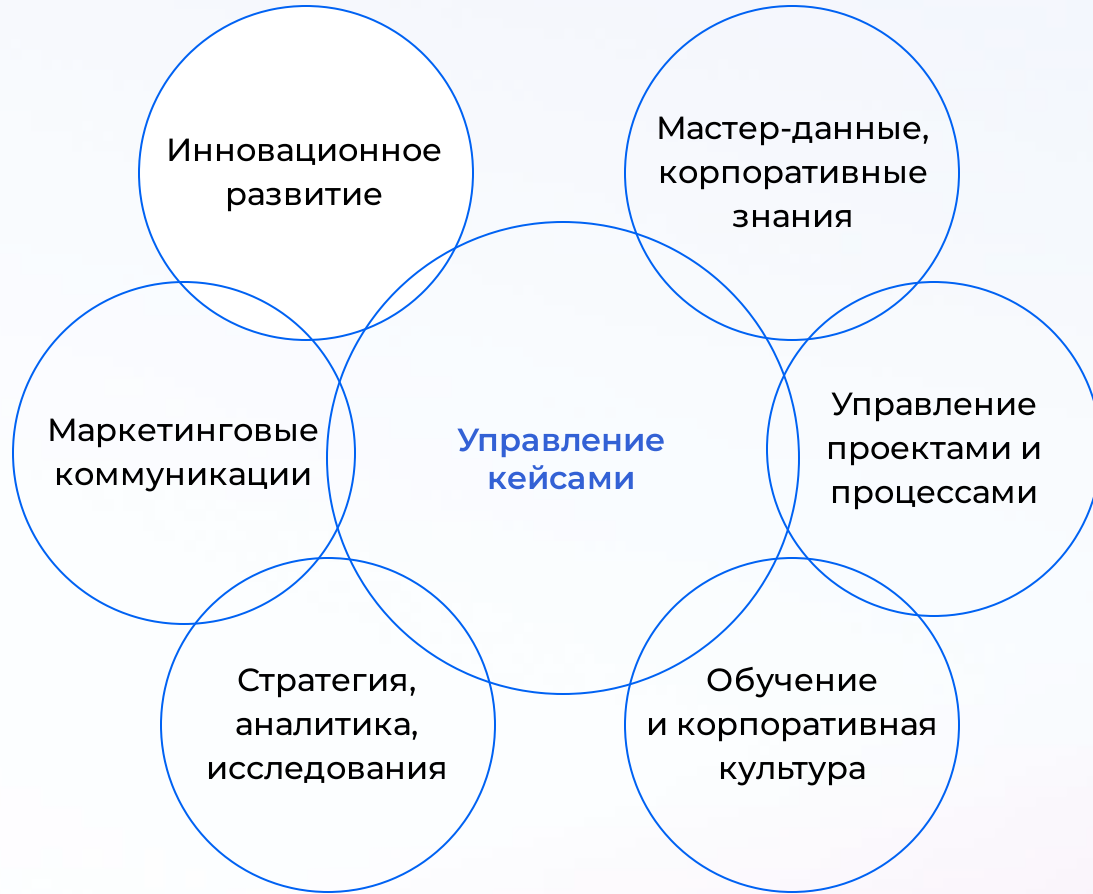 Инновационное
развитие
Мастер-данные,
корпоративные
знания
Маркетинговые
коммуникации
Управление
кейсами
Управление
проектами и
процессами
Стратегия,
аналитика,
исследования
Обучение
и корпоративная
культура